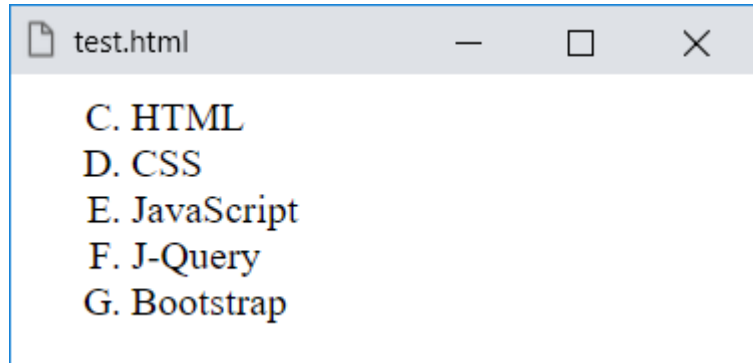 test.html
C. HTML
D. CSS
E. JavaScript
F. J-Query
G. Bootstrap